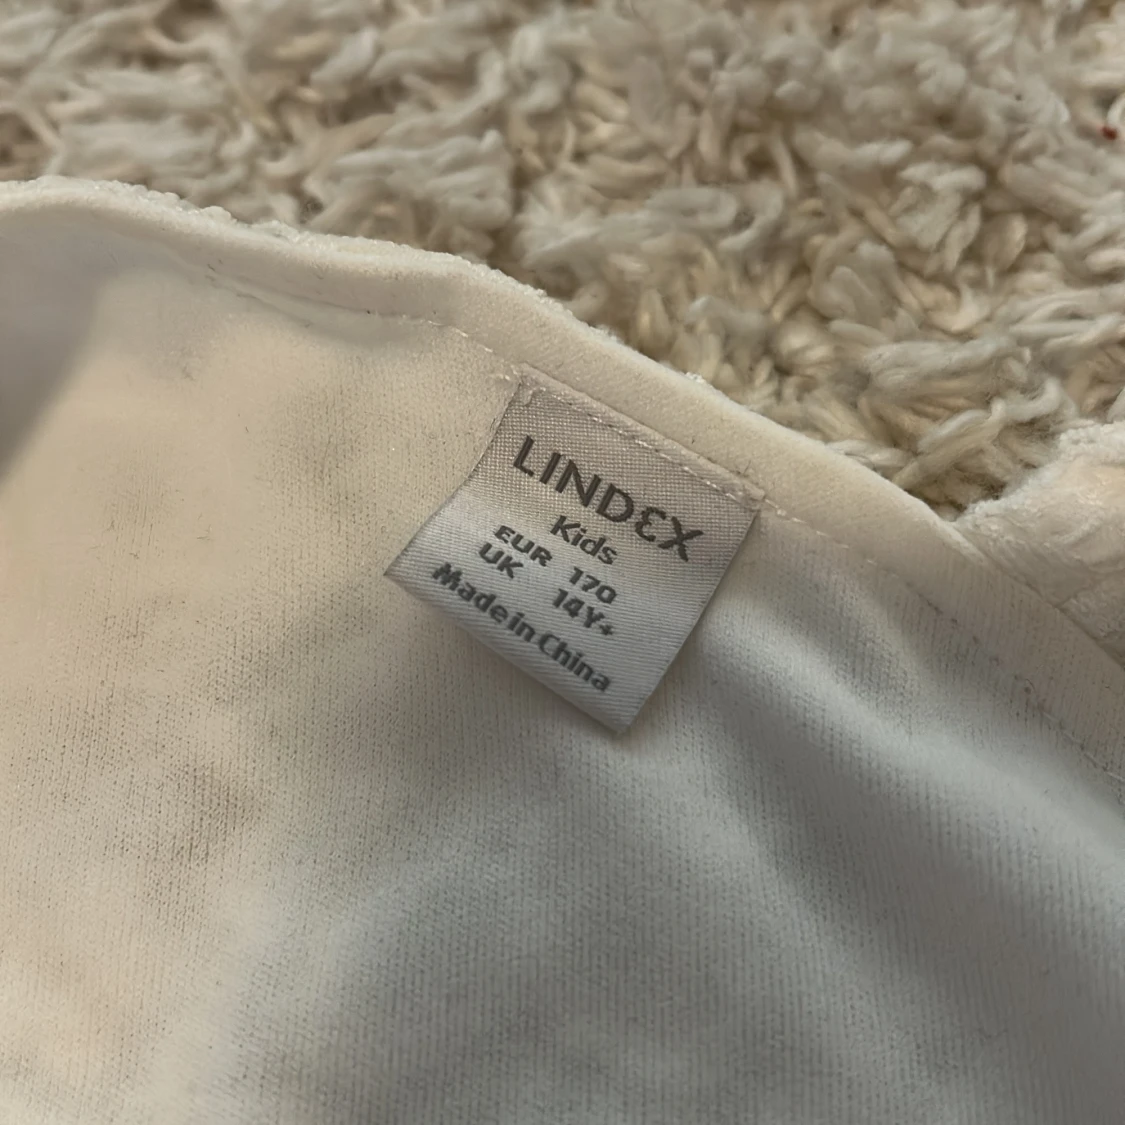 LINDEX
Kids
EUR 170
UK 14Y+
Made in China